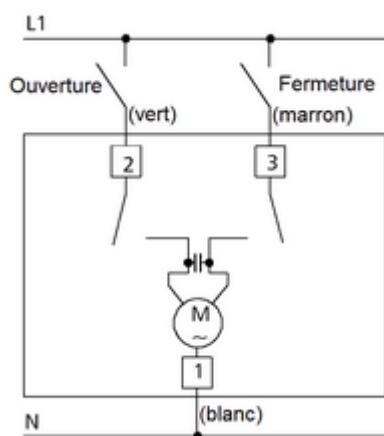 L1
Ouverture
Fermeture
(vert)
(marron)
2
3
M
~
1
(blanc)
N